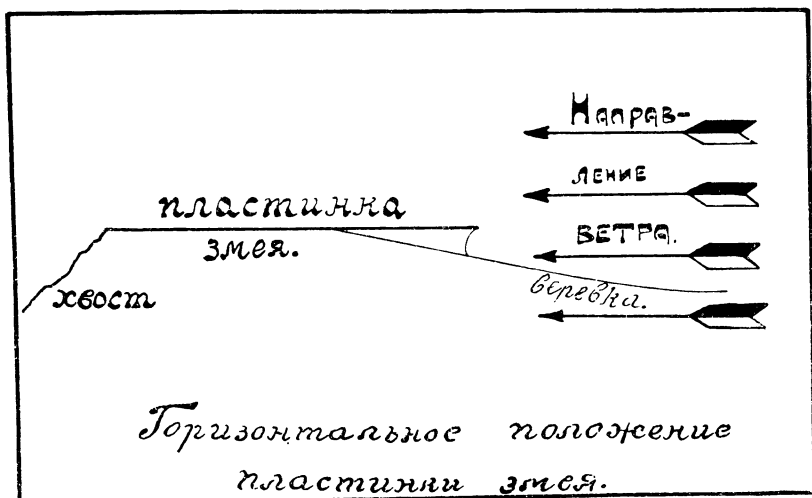 Направ-
ление
ВЕТРА.
пластинка
змея.
хвост
веревка.
Горизонтальное положение
пластинки змея.